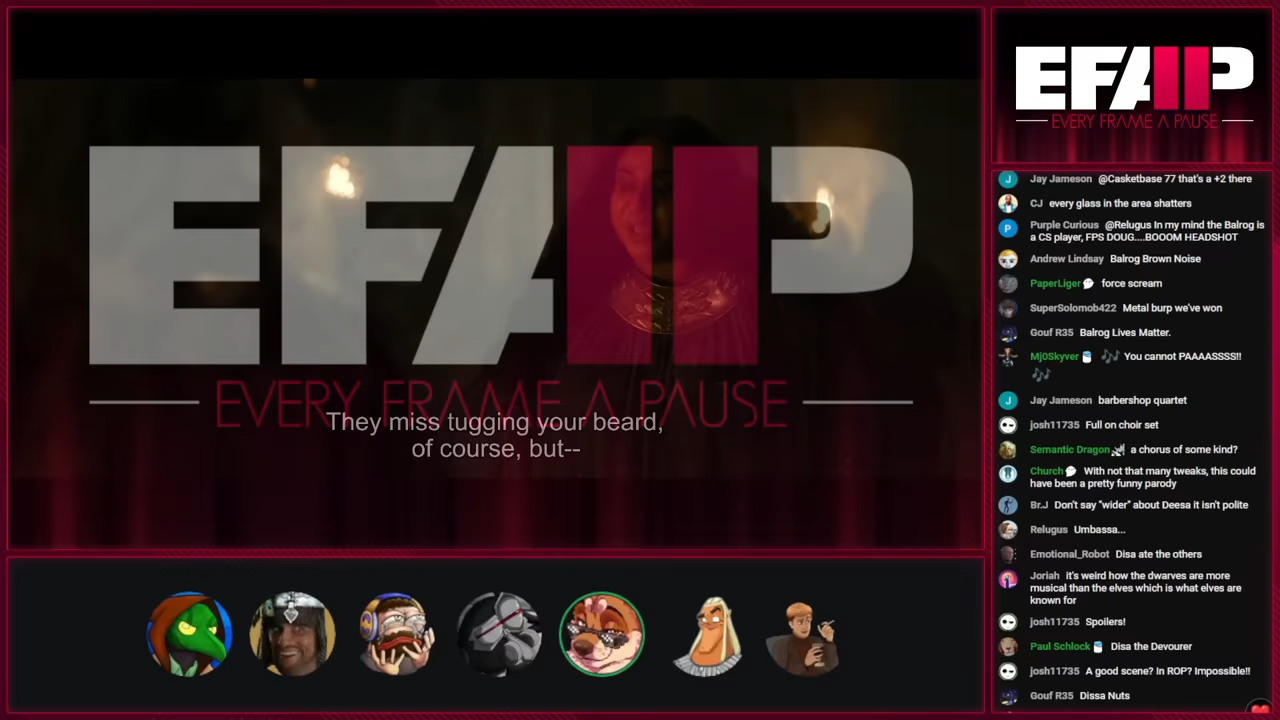 EFAP
EVERY FRAME A PAUSE
They miss tugging your beard,
of course, but--
EFAP
EVERY FRAME A PAUSE
J Jay Jameson @Casketbase 77 that's a +2 there
CJ every glass in the area shatters
P Purple Curious @Relugus In my mind the Balrog is
a CS player, FPS DOUG....BOOOM HEADSHOT
Andrew Lindsay Balrog Brown Noise
PaperLiger force scream
SuperSolomob422 Metal burp we've won
Gouf R35 Balrog Lives Matter.
Mj0Skyver 🎶 You cannot PAAAASSSS!!
🎶
J Jay Jameson barbershop quartet
josh11735 Full on choir set
Semantic Dragon a chorus of some kind?
Church With not that many tweaks, this could
have been a pretty funny parody
Br.J Don't say "wider" about Deesa it isn't polite
Relugus Umbassa...
Emotional_Robot Disa ate the others
Joriah it's weird how the dwarves are more
musical than the elves which is what elves are
known for
josh11735 Spoilers!
Paul Schlock Disa the Devourer
josh11735 A good scene? In ROP? Impossible!!
Gouf R35 Dissa Nuts